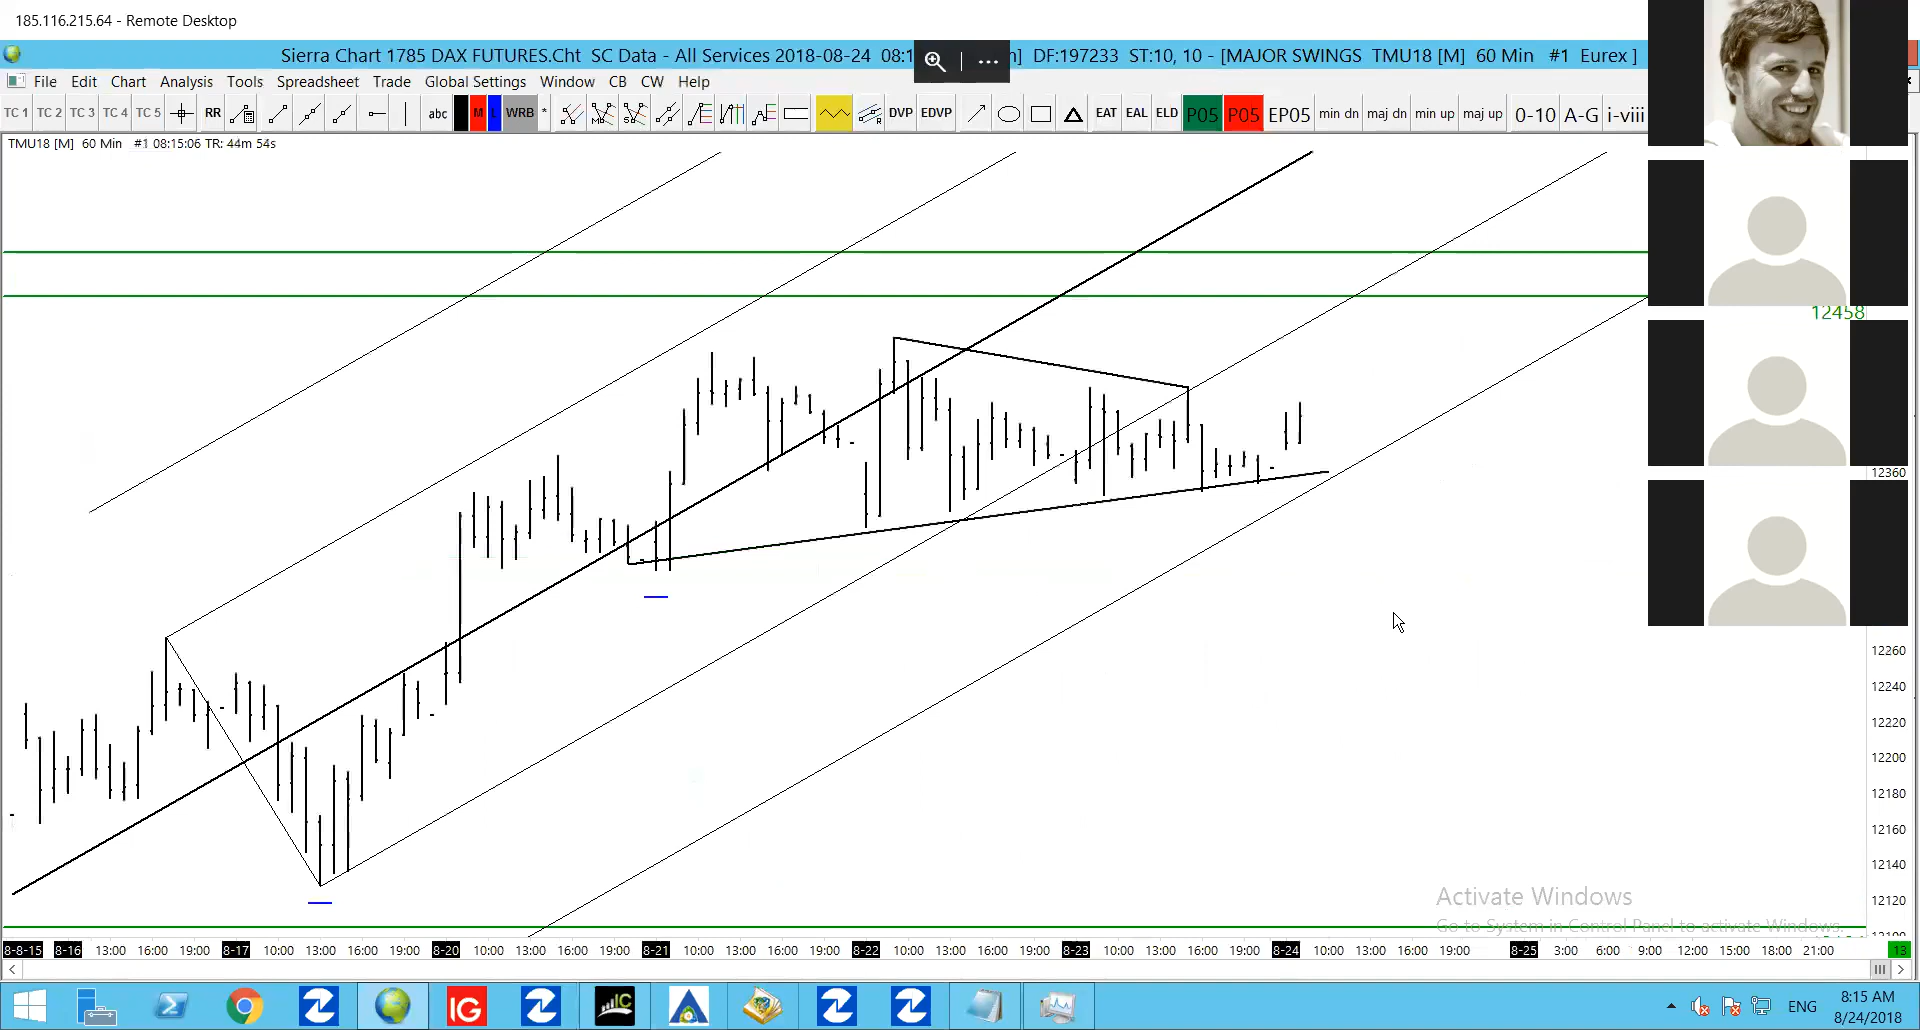 185.116.215.64 - Remote Desktop
Sierra Chart 1785 DAX FUTURES.Cht SC Data - All Services 2018-08-24 DF:197233 ST:10, 10 - [MAJOR SWINGS TMU18 [M] 60 Min #1 Eurex ]
File Edit Chart Analysis Tools Spreadsheet Trade Global Settings Window CB CW Help
TC 1 TC 2 TC 3 TC 4 TC 5 RR abc M L WRB * DVP EDVP EAT EAL ELD P05 P05 EP05 min dn maj dn min up maj up 0-10 A-G i-viii
TMU18 [M] 60 Min #1 08:15:06 TR: 44m 54s
12458
12360
12260
12240
12220
12200
12180
12160
12140
Activate Windows
12120
Go to System in Control Panel to activate Windows.
8-8-15 8-16 13:00 16:00 19:00 8-17 10:00 13:00 16:00 19:00 8-20 10:00 13:00 16:00 19:00 8-21 10:00 13:00 16:00 19:00 8-22 10:00 13:00 16:00 19:00 8-23 10:00 13:00 16:00 19:00 8-24 10:00 13:00 16:00 19:00 8-25 3:00 6:00 9:00 12:00 15:00 18:00 21:00 13
IG IC ENG 8:15 AM
8/24/2018